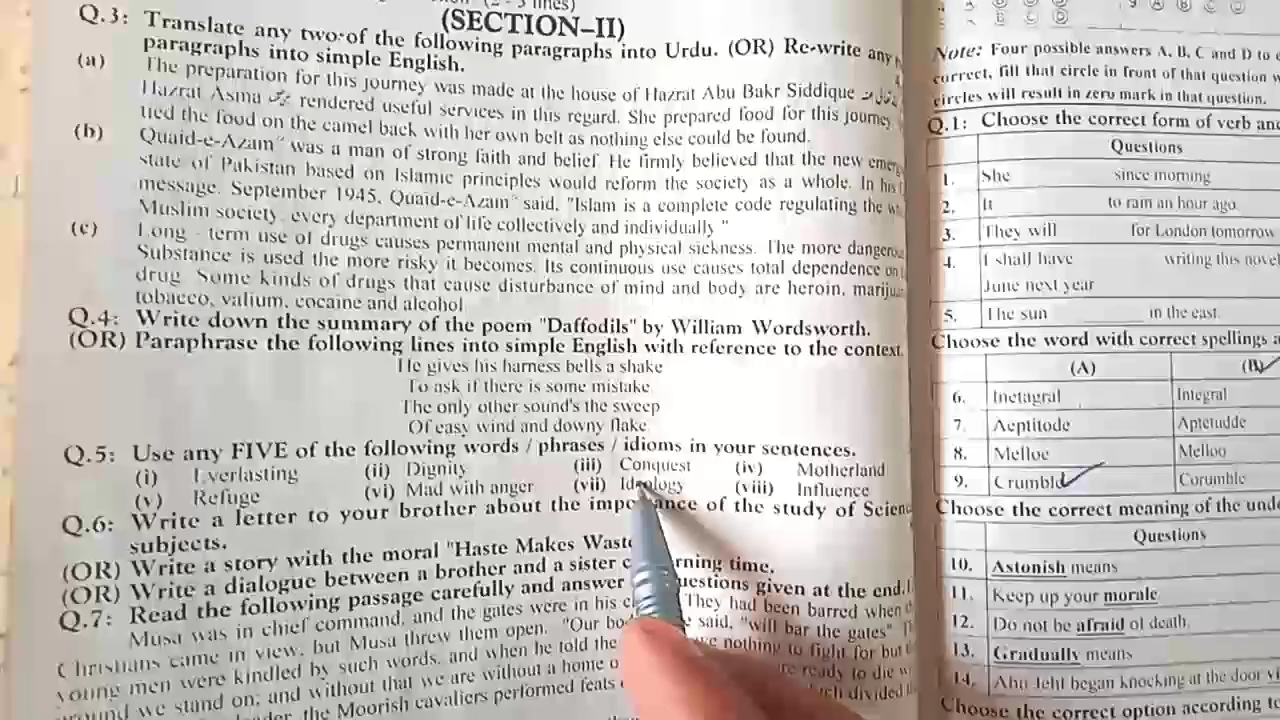 (SECTION–II)
Q.3: Translate any two of the following paragraphs into Urdu. (OR) Re-write any
paragraphs into simple English.
(a) The preparation for this journey was made at the house of Hazrat Abu Bakr Siddique
Hazrat Asma rendered useful services in this regard. She prepared food for this journey
tied the food on the camel back with her own belt as nothing else could be found.
(b) Quaid-e-Azam" was a man of strong faith and belief. He firmly believed that the new
state of Pakistan based on Islamic principles would reform the society as a whole. In his
message, September 1945, Quaid-e-Azam" said, "Islam is a complete code regulating the
Muslim society, every department of life collectively and individually "
(c) Long - term use of drugs causes permanent mental and physical sickness. The more
Substance is used the more risky it becomes. Its continuous use causes total dependence on
drug. Some kinds of drugs that cause disturbance of mind and body are heroin,
tobacco, valium, cocaine and alcohol
Q.4: Write down the summary of the poem "Daffodils" by William Wordsworth.
(OR) Paraphrase the following lines into simple English with reference to the context.
He gives his harness bells a shake
To ask if there is some mistake
The only other sound's the sweep
Of easy wind and downy flake
Q.5: Use any FIVE of the following words / phrases / idioms in your sentences.
(i) Everlasting (ii) Dignity (iii) Conquest (iv) Motherland
(v) Refuge (vi) Mad with anger (vii) Ideology (viii) Influence
Q.6: Write a letter to your brother about the importance of the study of
subjects.
(OR) Write a story with the moral "Haste Makes
(OR) Write a dialogue between a brother and a sister time.
Q.7: Read the following passage carefully and answer questions given at the end.
Musa was in chief command, and the gates were in his They had been barred when
Christians came in view, but Musa threw them open. "Our said, "will bar the gates"
young men were kindled by such words, and when he told the nothing to fight for but
ground we stand on; and without that we are without a home ready to die
the Moorish cavaliers performed feats divided
Note: Four possible answers A, B, C and D to
correct, fill that circle in front of that question
circles will result in zero mark in that question.
Q.1: Choose the correct form of verb
Questions
1. She since morning
2. It to rain an hour ago.
3. They will for London tomorrow
4. I shall have writing this novel
June next year
5. The sun ______ in the east.
Choose the word with correct spellings
(A) (B)
6. Inetagral Integral
7. Aeptitode Aptetudde
8. Melloe Melloo
9. Crumble Corumble
Choose the correct meaning of the
Questions
10. Astonish means
11. Keep up your morale
12. Do not be afraid of death.
13. Gradually means
14. Abu Jehl began knocking at the door
Choose the correct option according to